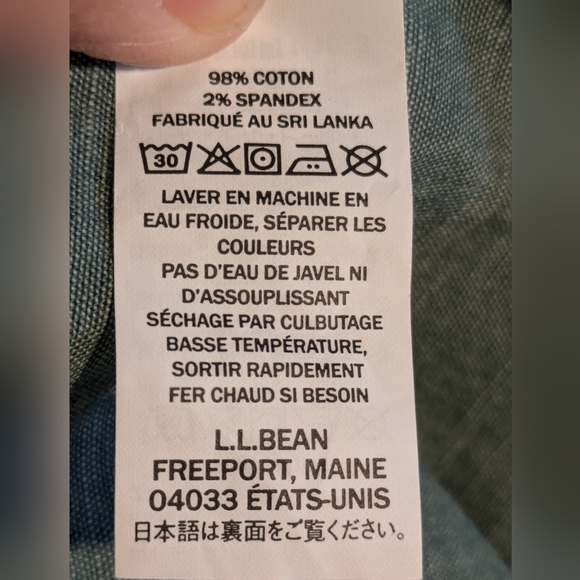 98% COTON
2% SPANDEX
FABRIQUÉ AU SRI LANKA
30
LAVER EN MACHINE EN
EAU FROIDE, SÉPARER LES
COULEURS
PAS D'EAU DE JAVEL NI
D'ASSOUPLISSANT
SÉCHAGE PAR CULBUTAGE
BASSE TEMPÉRATURE,
SORTIR RAPIDEMENT
FER CHAUD SI BESOIN
L.L.BEAN
FREEPORT, MAINE
04033 ÉTATS-UNIS
日本語は裏面をご覧ください。